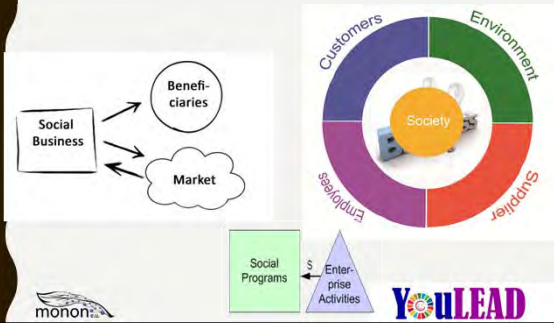 Benefi-
ciaries
Social
Business
Market
Customers
Environment
Society
Employees
Supplier
Social
Programs
$
Enter-
prise
Activities
monon
YouLEAD